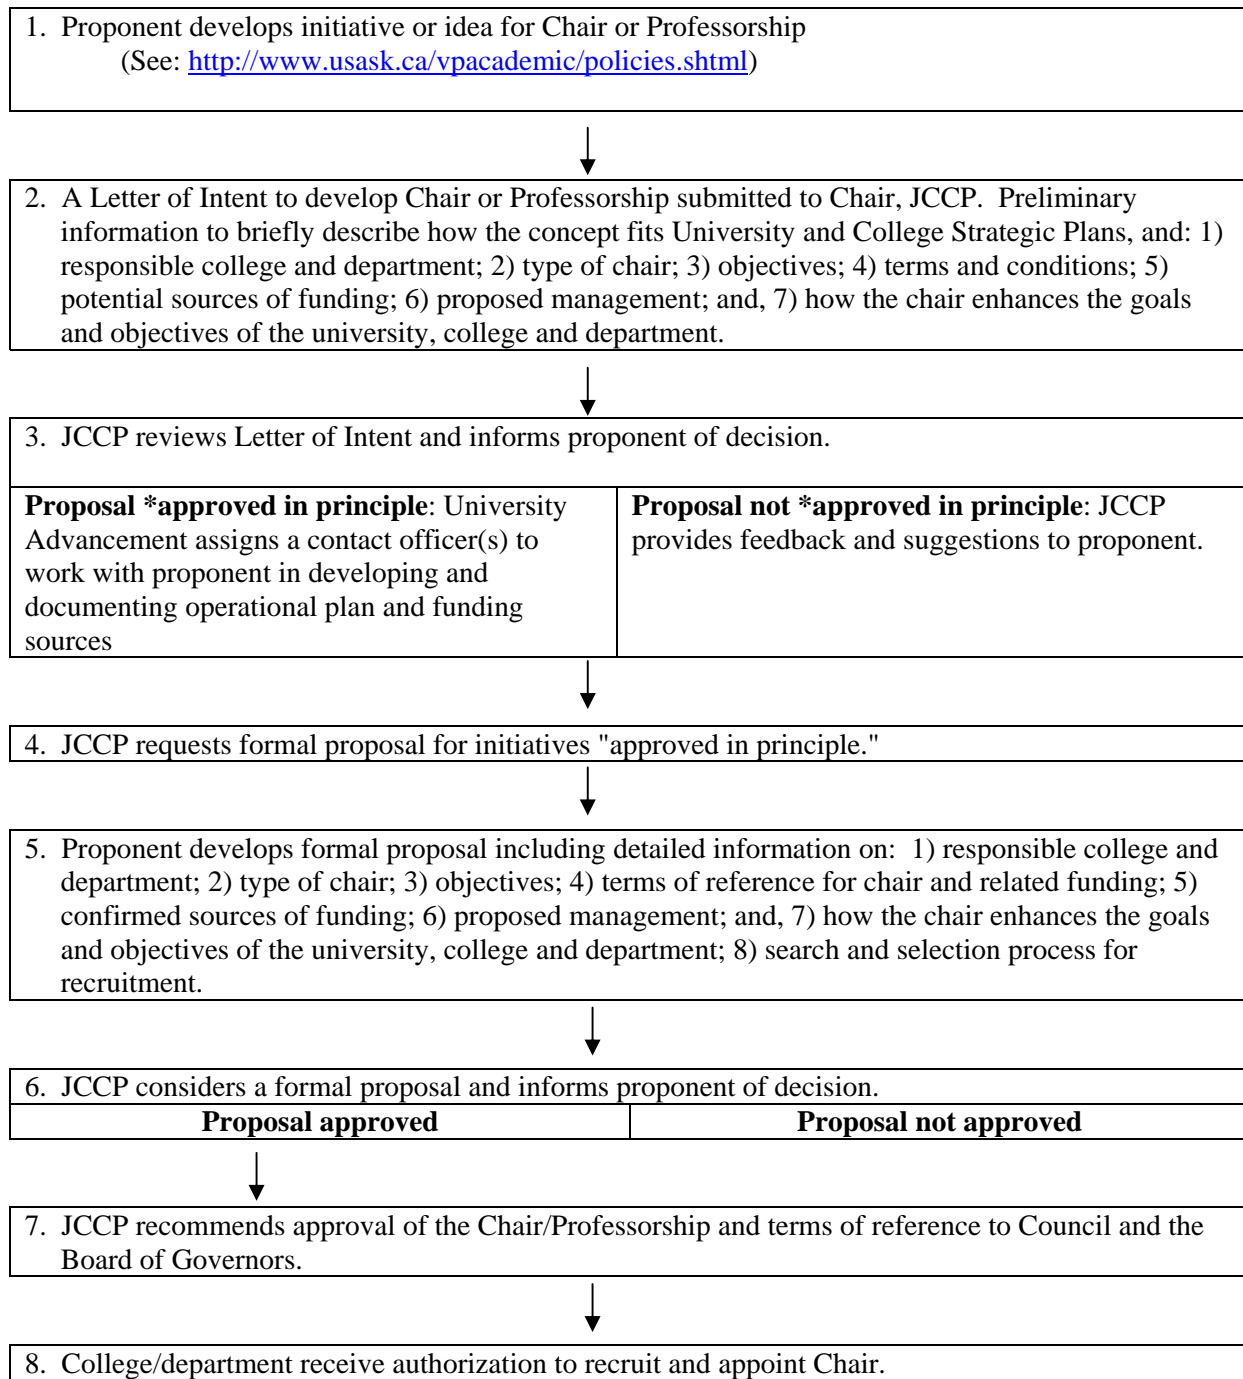 1. Proponent develops initiative or idea for Chair or Professorship
(See: http://www.usask.ca/vpacademic/policies.shtml)
2. A Letter of Intent to develop Chair or Professorship submitted to Chair, JCCP. Preliminary
information to briefly describe how the concept fits University and College Strategic Plans, and: 1)
responsible college and department; 2) type of chair; 3) objectives; 4) terms and conditions; 5)
potential sources of funding; 6) proposed management; and, 7) how the chair enhances the goals
and objectives of the university, college and department.
3. JCCP reviews Letter of Intent and informs proponent of decision.
Proposal *approved in principle: University
Advancement assigns a contact officer(s) to
work with proponent in developing and
documenting operational plan and funding
sources
Proposal not *approved in principle: JCCP
provides feedback and suggestions to proponent.
4. JCCP requests formal proposal for initiatives "approved in principle."
5. Proponent develops formal proposal including detailed information on: 1) responsible college and
department; 2) type of chair; 3) objectives; 4) terms of reference for chair and related funding; 5)
confirmed sources of funding; 6) proposed management; and, 7) how the chair enhances the goals
and objectives of the university, college and department; 8) search and selection process for
recruitment.
6. JCCP considers a formal proposal and informs proponent of decision.
Proposal approved
Proposal not approved
7. JCCP recommends approval of the Chair/Professorship and terms of reference to Council and the
Board of Governors.
8. College/department receive authorization to recruit and appoint Chair.